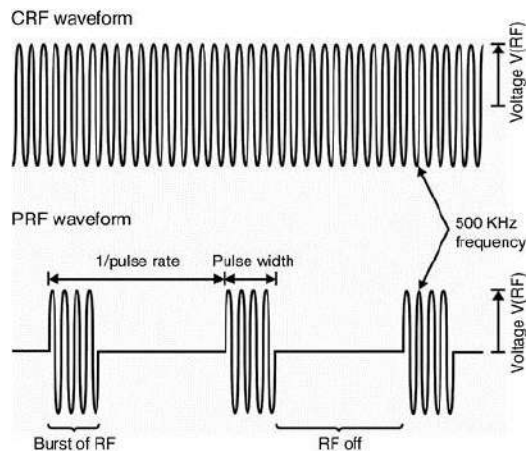 CRF waveform
Voltage V(RF)
PRF waveform
500 KHz
frequency
1/pulse rate
Pulse width
Voltage V(RF)
Burst of RF
RF off